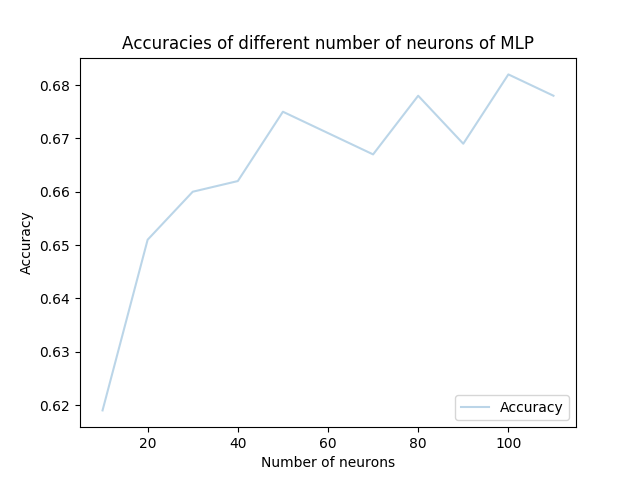 Accuracies of different number of neurons of MLP
0.68
0.67
0.66
0.65
0.64
0.63
0.62
Accuracy
Accuracy
20 40 60 80 100
Number of neurons